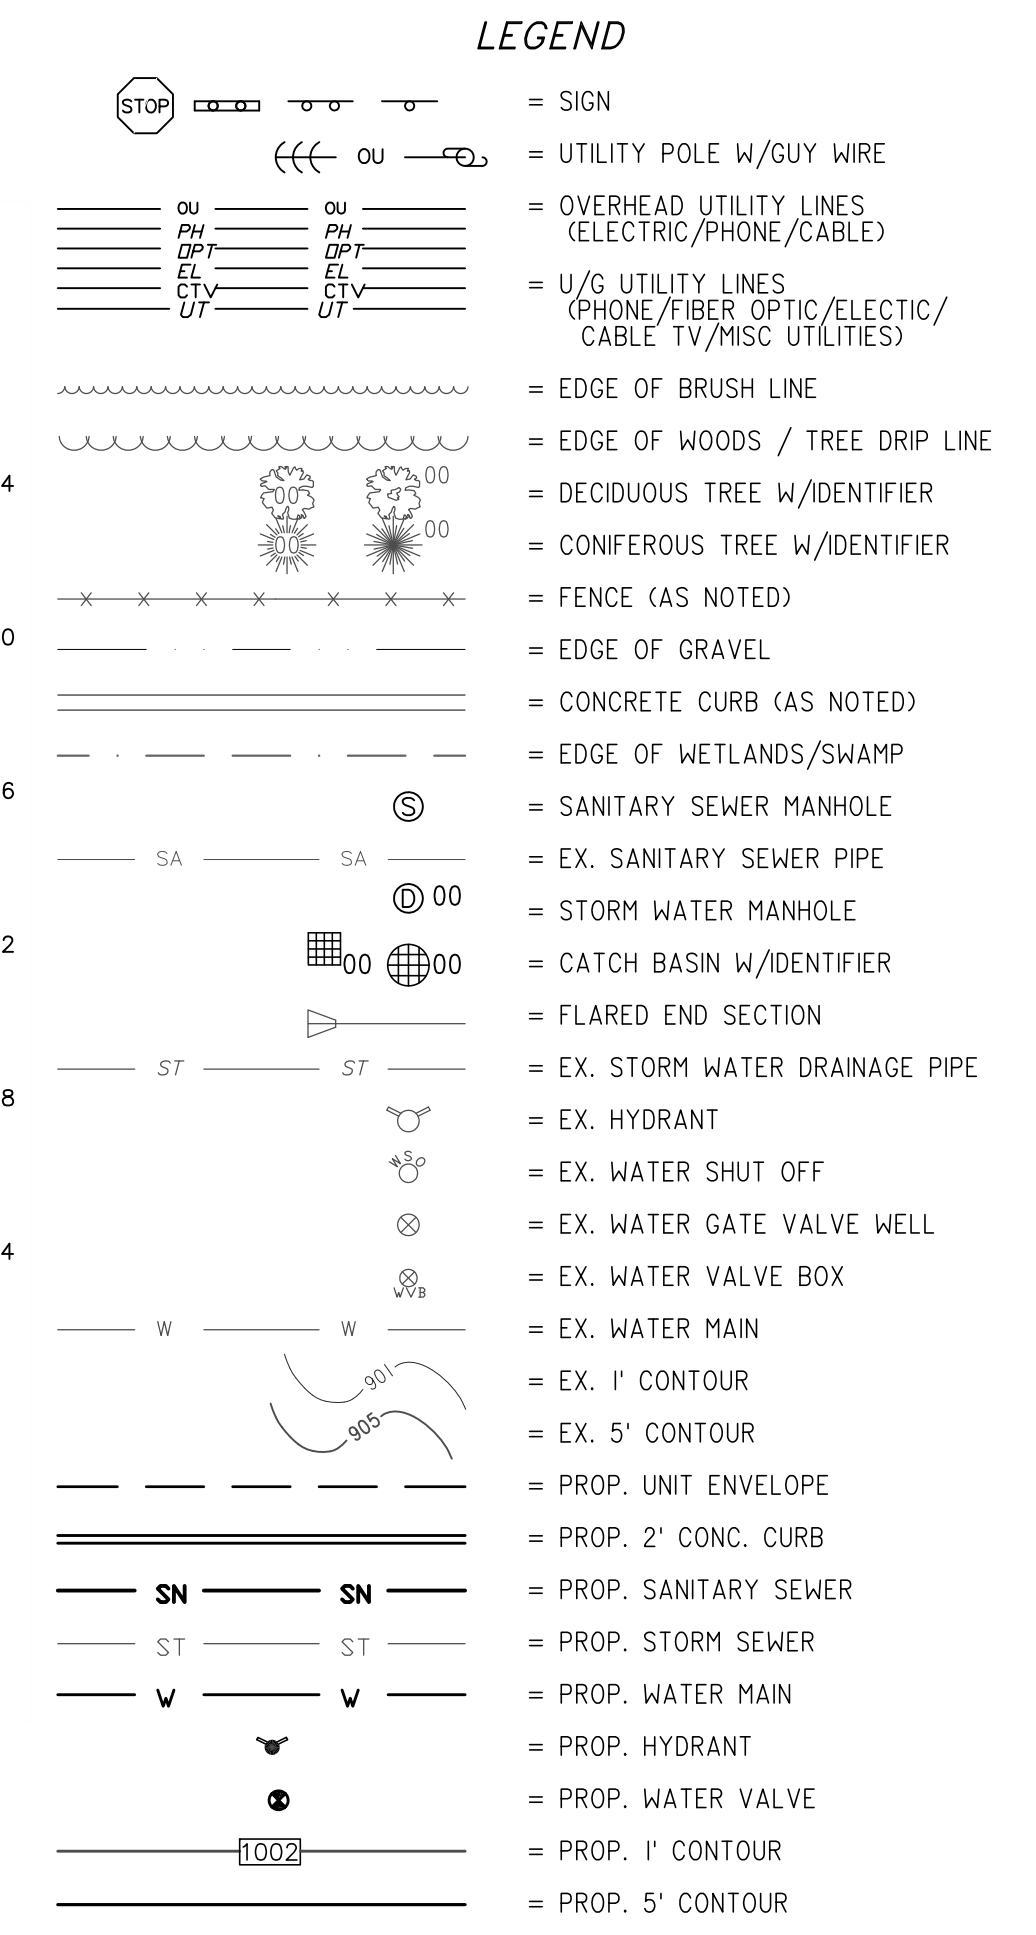 LEGEND
STOP = SIGN
OU = UTILITY POLE W/GUY WIRE
OU OU = OVERHEAD UTILITY LINES
PH PH (ELECTRIC/PHONE/CABLE)
OPT OPT
EL EL
CTV CTV = U/G UTILITY LINES
UT UT (PHONE/FIBER OPTIC/ELECTIC/
CABLE TV/MISC UTILITIES)
= EDGE OF BRUSH LINE
= EDGE OF WOODS / TREE DRIP LINE
4 00 00 = DECIDUOUS TREE W/IDENTIFIER
00 00 = CONIFEROUS TREE W/IDENTIFIER
= FENCE (AS NOTED)
0 = EDGE OF GRAVEL
= CONCRETE CURB (AS NOTED)
= EDGE OF WETLANDS/SWAMP
6 S = SANITARY SEWER MANHOLE
SA SA = EX. SANITARY SEWER PIPE
D 00 = STORM WATER MANHOLE
2 00 00 = CATCH BASIN W/IDENTIFIER
= FLARED END SECTION
ST ST = EX. STORM WATER DRAINAGE PIPE
8 = EX. HYDRANT
WSO = EX. WATER SHUT OFF
= EX. WATER GATE VALVE WELL
4 WVB = EX. WATER VALVE BOX
W W = EX. WATER MAIN
901 = EX. 1' CONTOUR
905 = EX. 5' CONTOUR
= PROP. UNIT ENVELOPE
= PROP. 2' CONC. CURB
SN SN = PROP. SANITARY SEWER
ST ST = PROP. STORM SEWER
W W = PROP. WATER MAIN
= PROP. HYDRANT
= PROP. WATER VALVE
1002 = PROP. 1' CONTOUR
= PROP. 5' CONTOUR